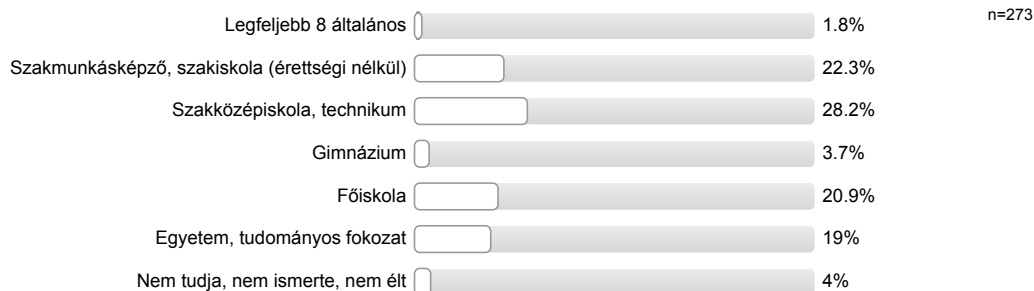 Legfeljebb 8 általános 1.8% n=273
Szakmunkásképző, szakiskola (érettségi nélkül) 22.3%
Szakközépiskola, technikum 28.2%
Gimnázium 3.7%
Főiskola 20.9%
Egyetem, tudományos fokozat 19%
Nem tudja, nem ismerte, nem élt 4%